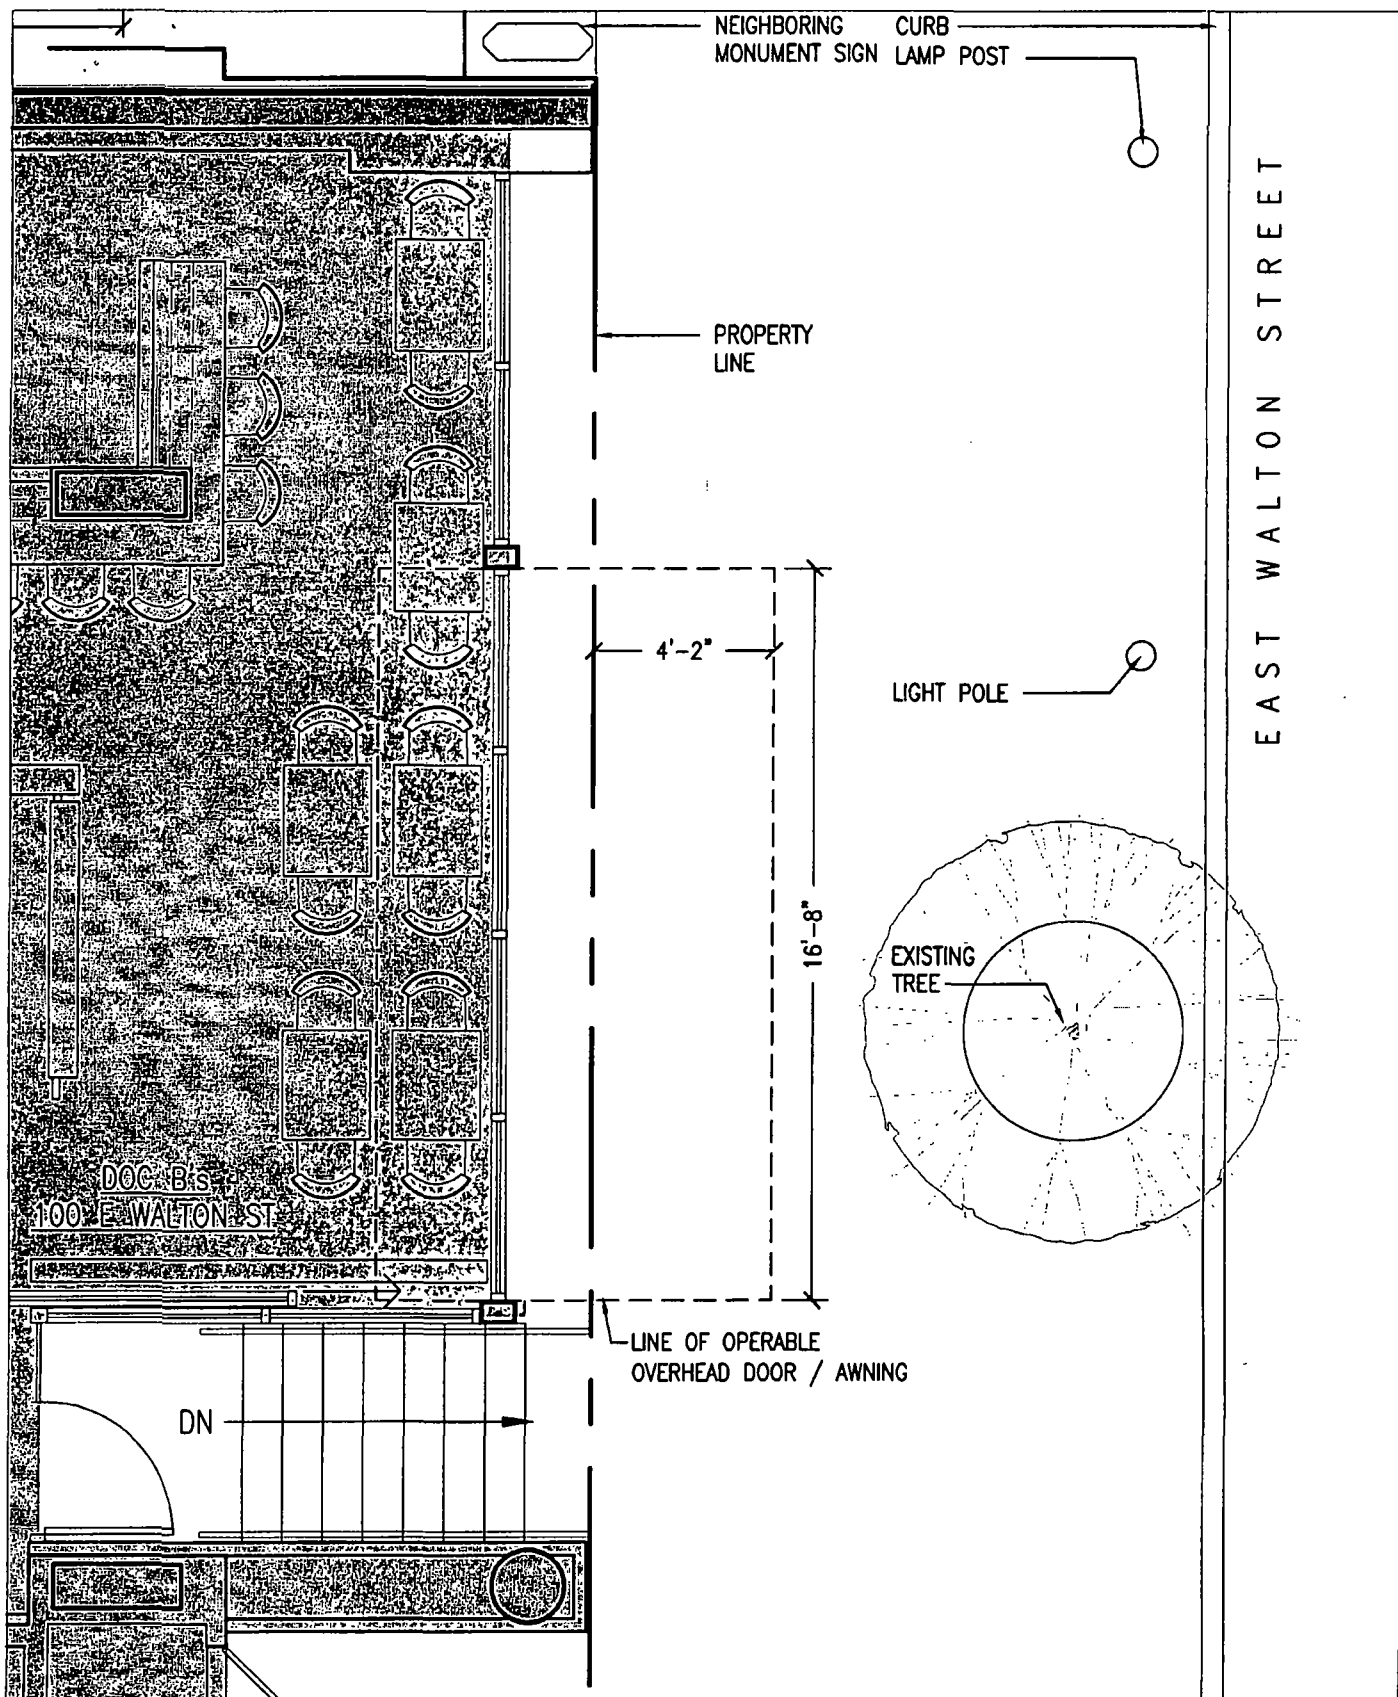 NEIGHBORING
MONUMENT SIGN
CURB
LAMP POST
EAST WALTON STREET
PROPERTY
LINE
4'-2"
LIGHT POLE
16'-8"
EXISTING
TREE
DOC B's
100 E WALTON ST
LINE OF OPERABLE
OVERHEAD DOOR / AWNING
DN